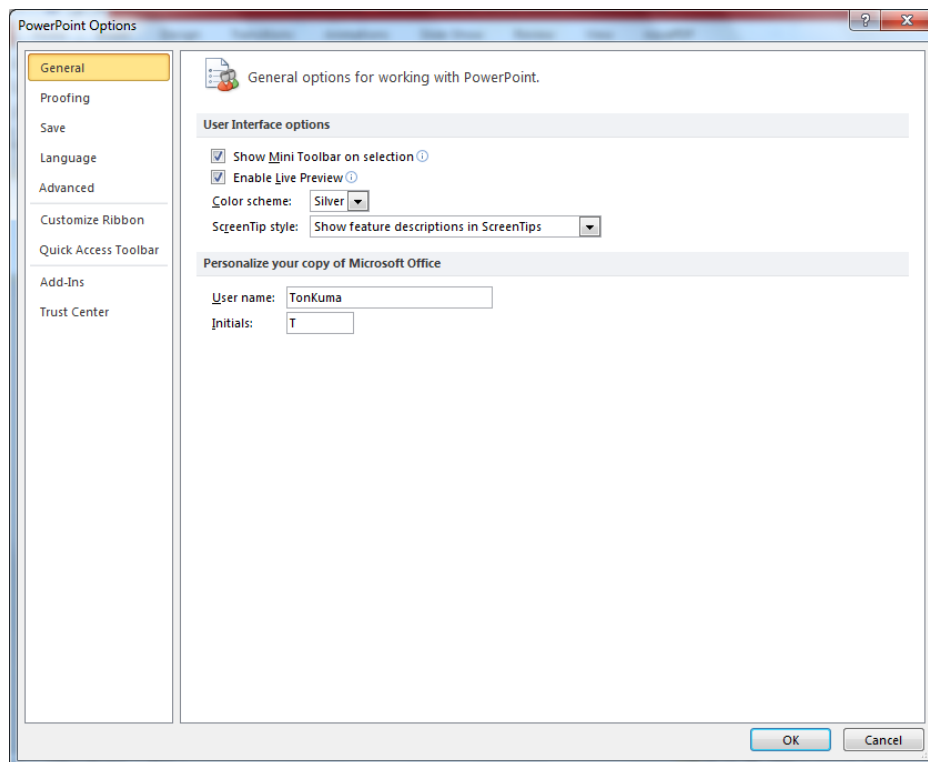 PowerPoint Options
General
Proofing
Save
Language
Advanced
Customize Ribbon
Quick Access Toolbar
Add-Ins
Trust Center
General options for working with PowerPoint.
User Interface options
Show Mini Toolbar on selection
Enable Live Preview
Color scheme: Silver
ScreenTip style: Show feature descriptions in ScreenTips
Personalize your copy of Microsoft Office
User name: TonKuma
Initials: T
OK Cancel